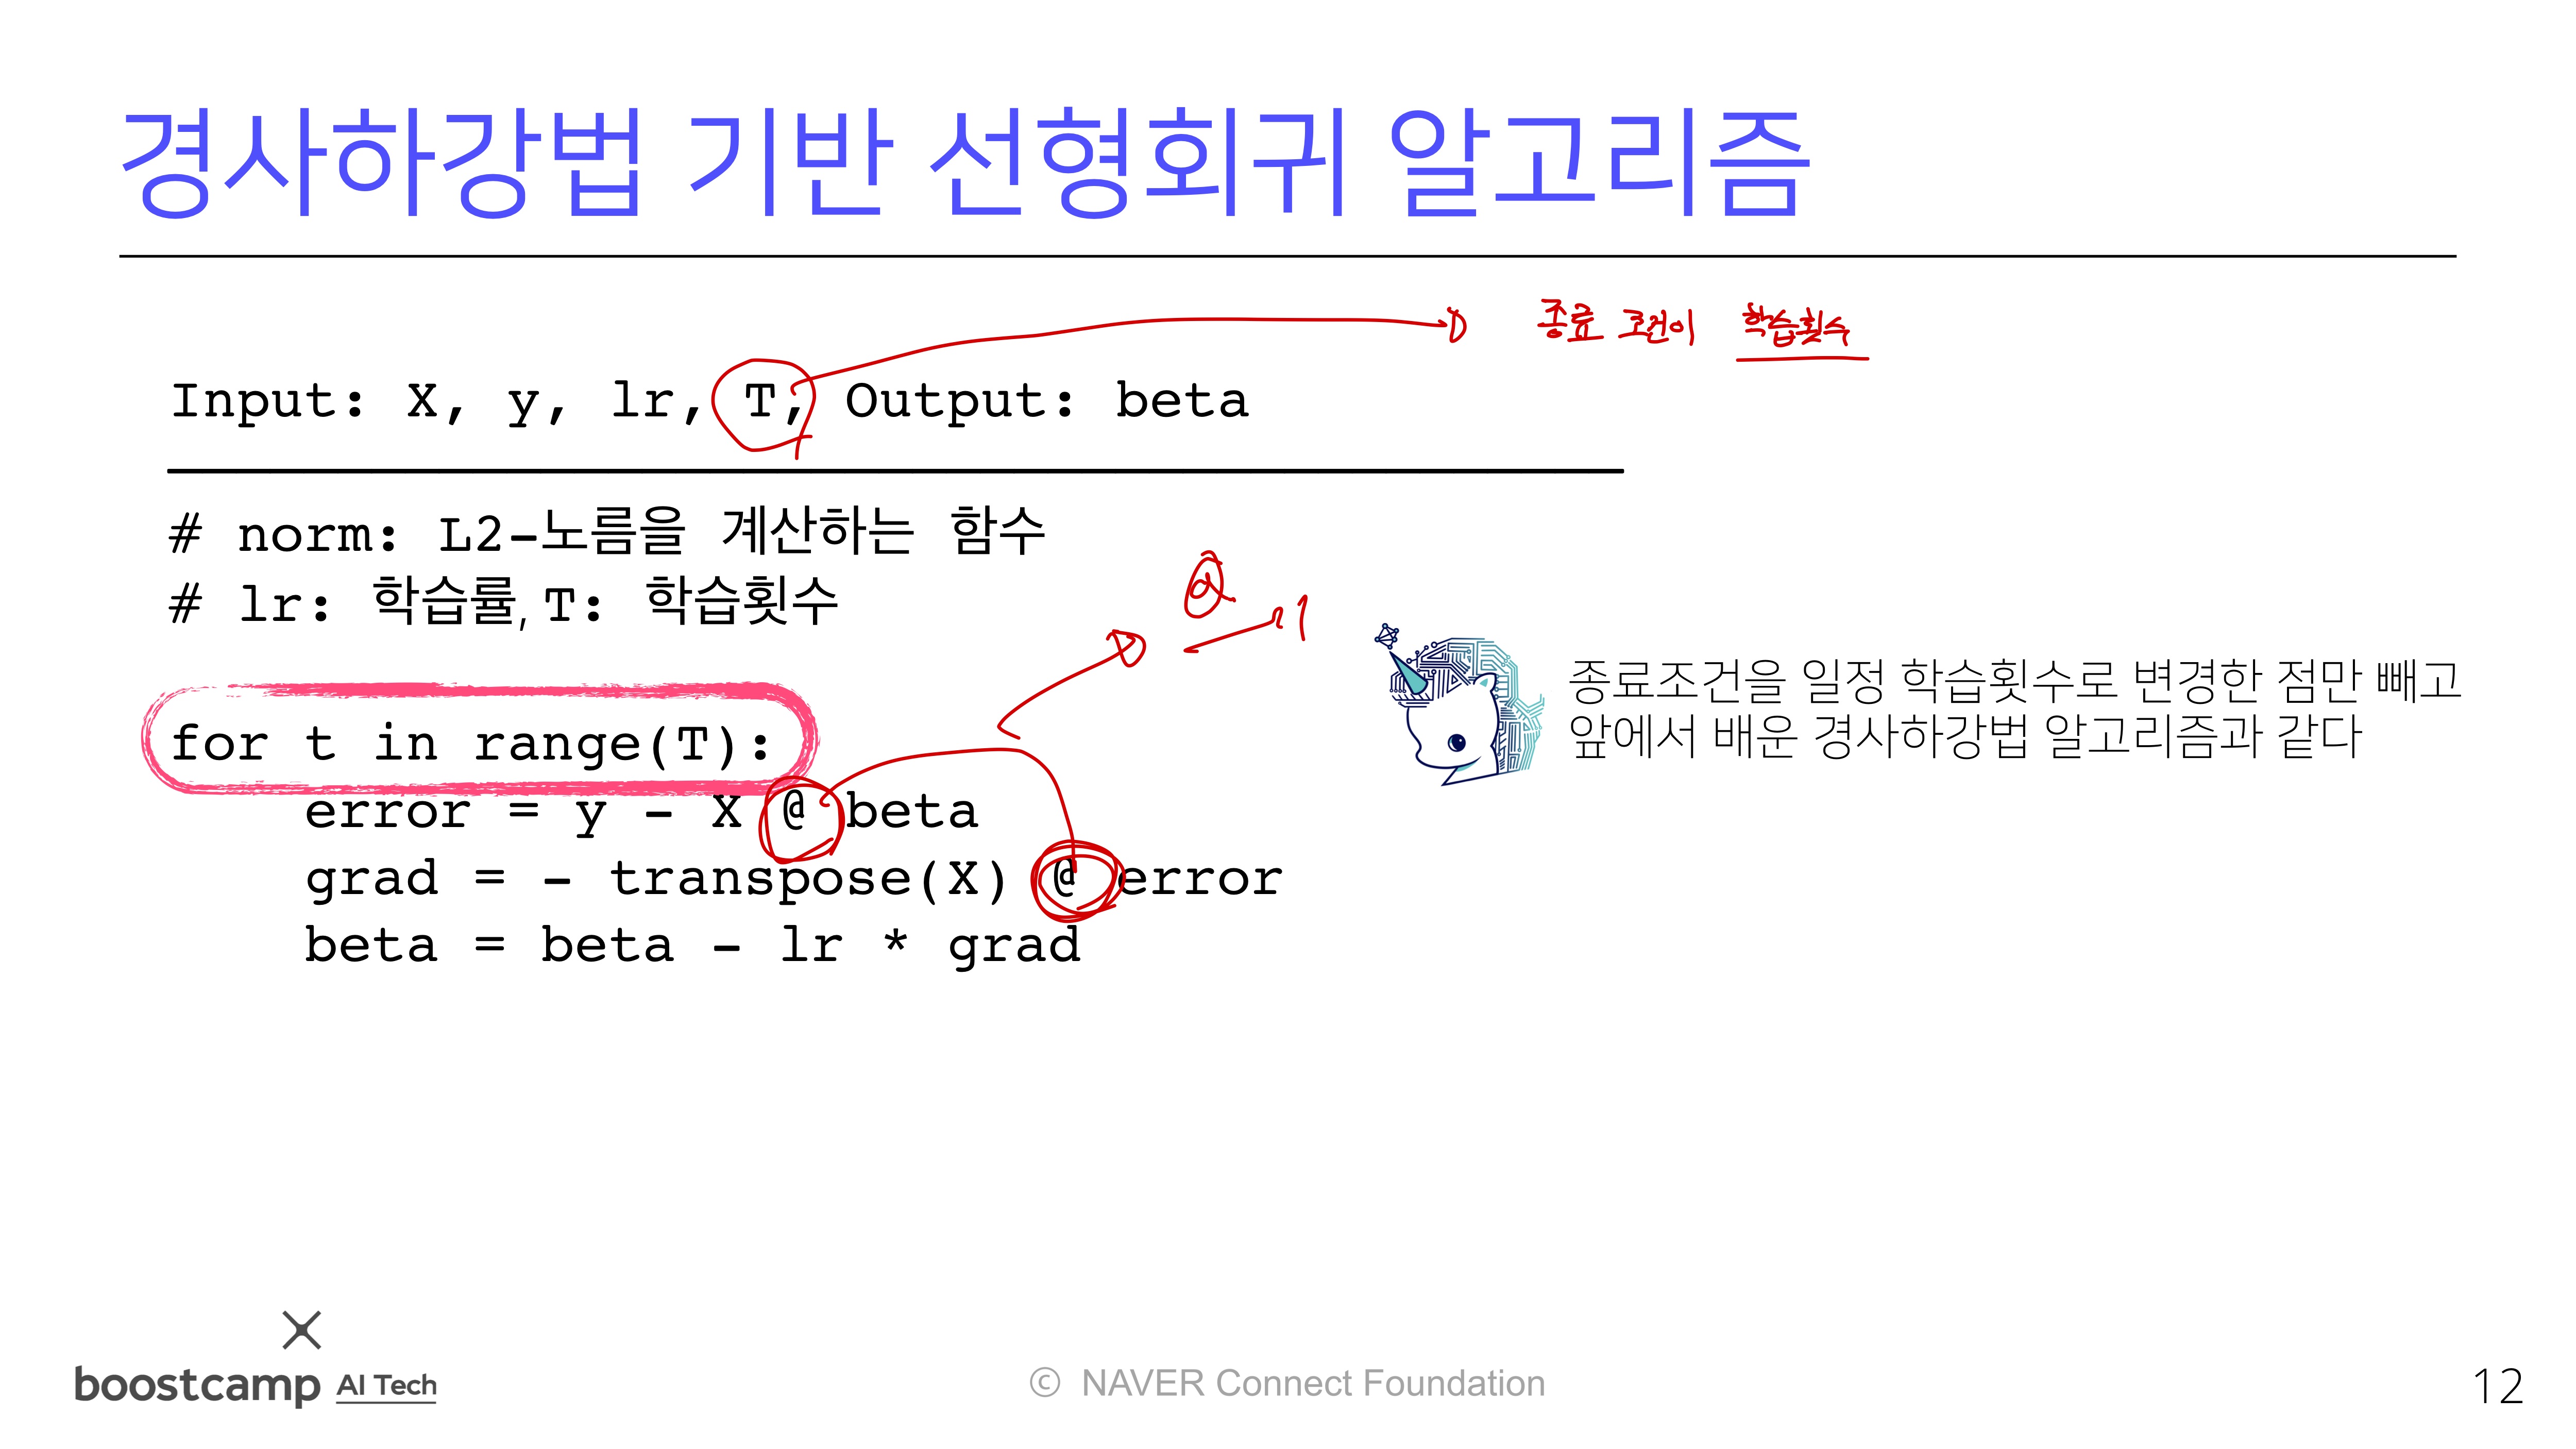 경사하강법 기반 선형회귀 알고리즘
종료 조건이 학습횟수
Input: X, y, lr, T, Output: beta
# norm: L2-노름을 계산하는 함수
# lr: 학습률, T: 학습횟수
@
for t in range(T):
error = y - X @ beta
grad = - transpose(X) @ error
beta = beta - lr * grad
종료조건을 일정 학습횟수로 변경한 점만 빼고
앞에서 배운 경사하강법 알고리즘과 같다
boostcamp AI Tech
© NAVER Connect Foundation
12